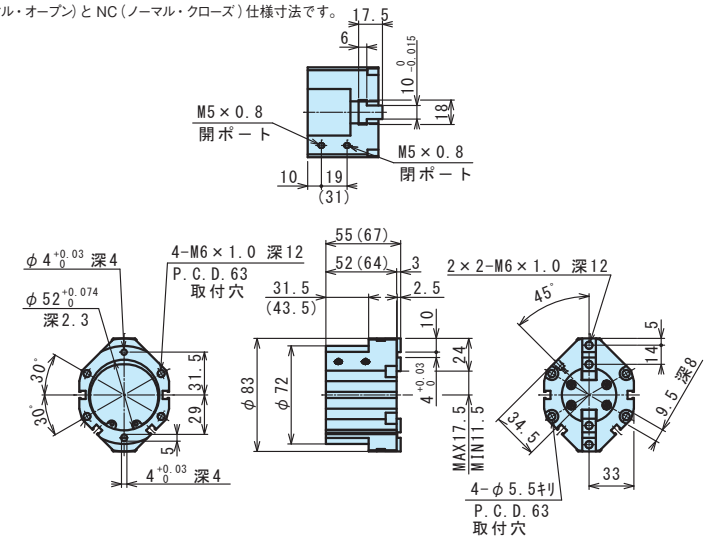 ル・オープン)と NC(ノーマル・クローズ)仕様寸法です。
17.5
6
10 0 -0.015
18
M5×0.8
開ポート
M5×0.8
閉ポート
10
19
(31)
φ4 +0.03 0 深4
4-M6×1.0 深12
P.C.D.63
取付穴
φ52 +0.074 0
深2.3
30°
30°
31.5
29
5
4 +0.03 0 深4
55(67)
52(64)
3
31.5
(43.5)
2.5
10
24
4 +0.03 0
φ83
φ72
MAX17.5
MIN11.5
2×2-M6×1.0 深12
45°
5
14
9.5 深8
34.5
33
4-φ5.5キリ
P.C.D.63
取付穴